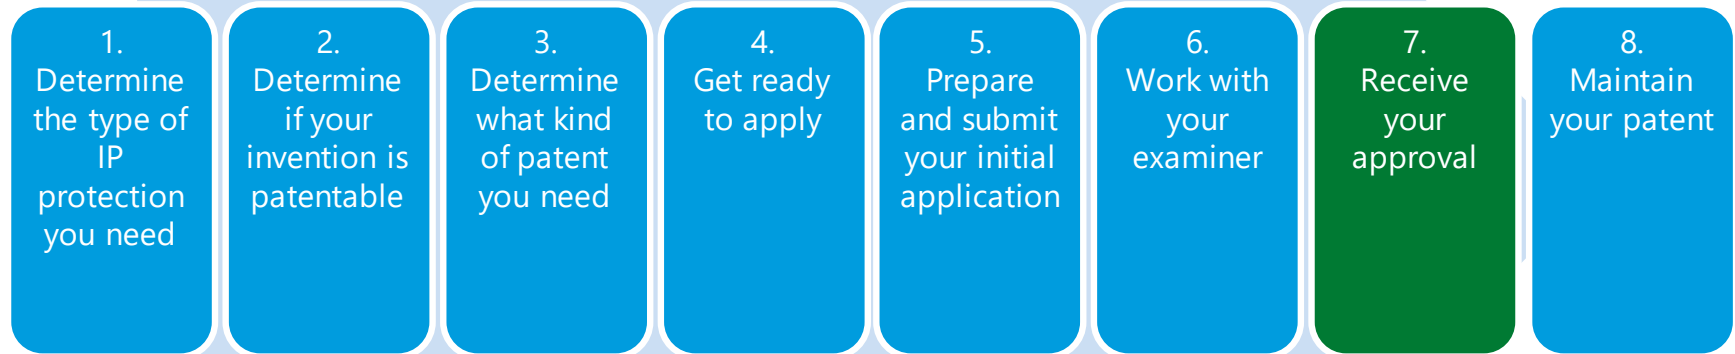 1.
Determine
the type of
IP
protection
you need
2.
Determine
if your
invention is
patentable
3.
Determine
what kind
of patent
you need
4.
Get ready
to apply
5.
Prepare
and submit
your initial
application
6.
Work with
your
examiner
7.
Receive
your
approval
8.
Maintain
your patent